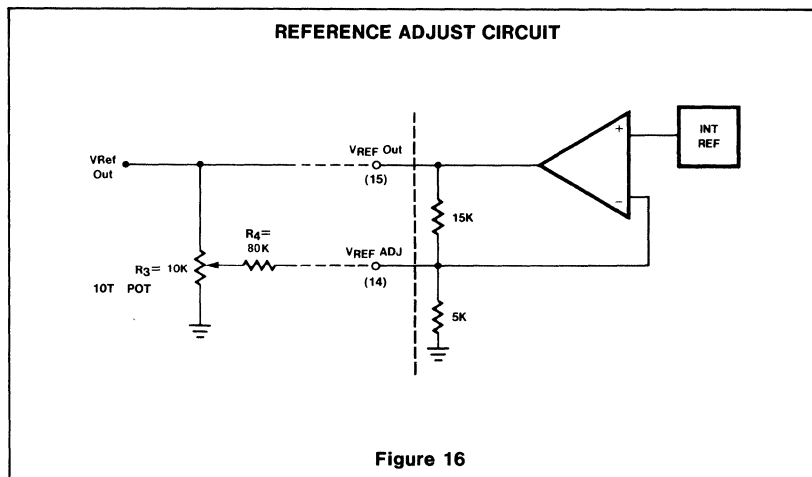 REFERENCE ADJUST CIRCUIT
VRef
Out
VREF Out
(15)
+
INT
REF
−
15K
R4=
80K
VREF ADJ
(14)
R3= 10K
10T POT
5K
Figure 16